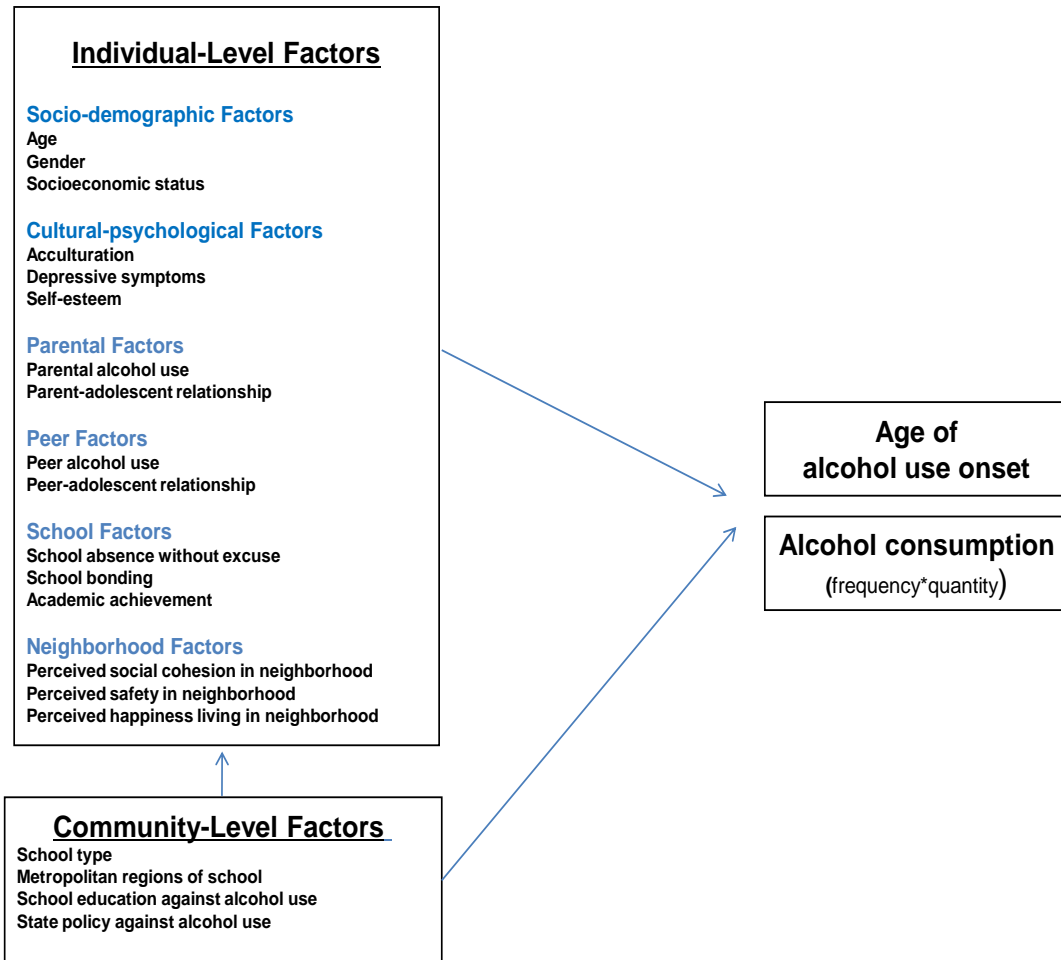 Individual-Level Factors
Socio-demographic Factors
Age
Gender
Socioeconomic status
Cultural-psychological Factors
Acculturation
Depressive symptoms
Self-esteem
Parental Factors
Parental alcohol use
Parent-adolescent relationship
Peer Factors
Peer alcohol use
Peer-adolescent relationship
School Factors
School absence without excuse
School bonding
Academic achievement
Neighborhood Factors
Perceived social cohesion in neighborhood
Perceived safety in neighborhood
Perceived happiness living in neighborhood
Community-Level Factors
School type
Metropolitan regions of school
School education against alcohol use
State policy against alcohol use
Age of
alcohol use onset
Alcohol consumption
(frequency*quantity)